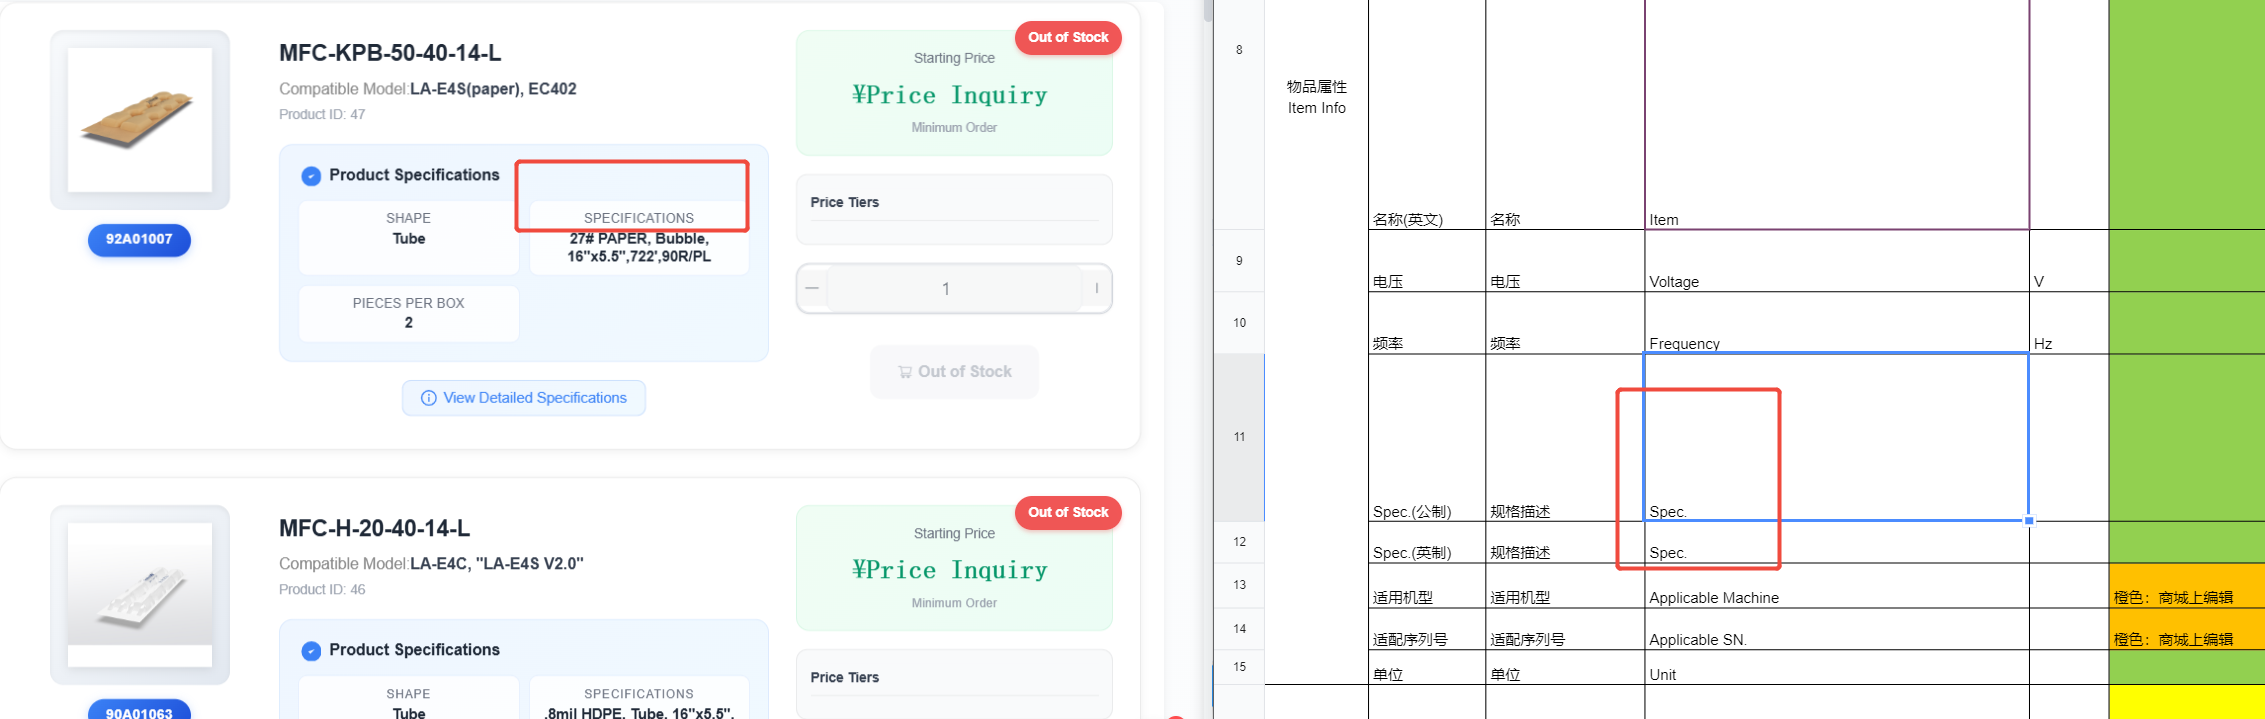 MFC-KPB-50-40-14-L
Compatible Model:LA-E4S(paper), EC402
Product ID: 47
92A01007
Product Specifications
SHAPE
Tube
SPECIFICATIONS
27# PAPER, Bubble,
16"x5.5",722',90R/PL
PIECES PER BOX
2
View Detailed Specifications
Out of Stock
Starting Price
¥Price Inquiry
Minimum Order
Price Tiers
1
Out of Stock
MFC-H-20-40-14-L
Compatible Model:LA-E4C, "LA-E4S V2.0"
Product ID: 46
90A01063
Product Specifications
SHAPE
Tube
SPECIFICATIONS
.8mil HDPE, Tube, 16"x5.5",
Out of Stock
Starting Price
¥Price Inquiry
Minimum Order
Price Tiers
物品属性
Item Info
8 名称(英文) 名称 Item
9 电压 电压 Voltage V
10 频率 频率 Frequency Hz
11 Spec.(公制) 规格描述 Spec.
12 Spec.(英制) 规格描述 Spec.
13 适用机型 适用机型 Applicable Machine 橙色：商城上编辑
14 适配序列号 适配序列号 Applicable SN. 橙色：商城上编辑
15 单位 单位 Unit